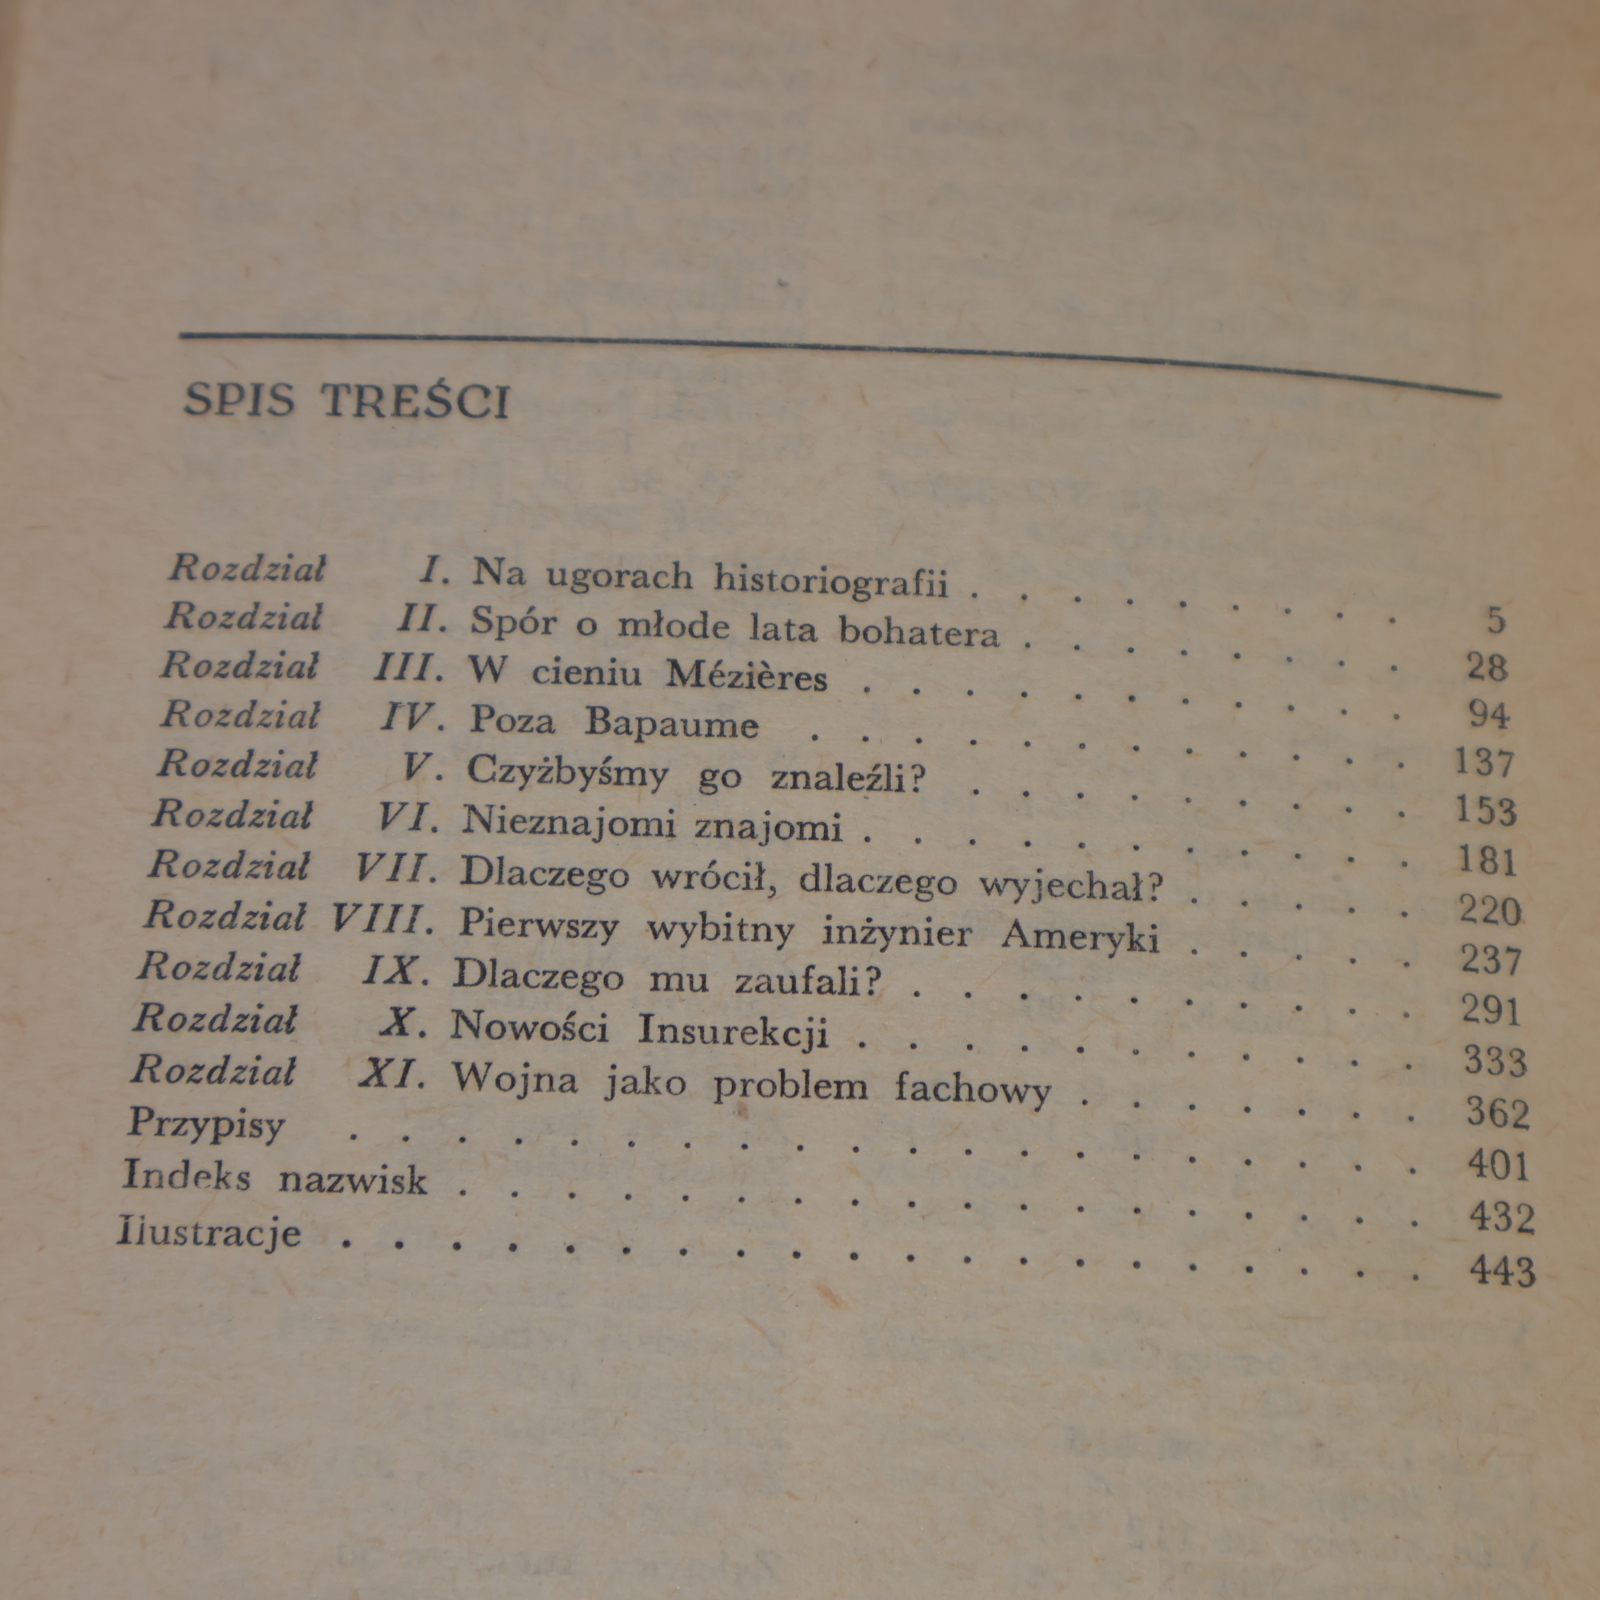 SPIS TREŚCI
Rozdział I. Na ugorach historiografii . . . . . . . . . 5
Rozdział II. Spór o młode lata bohatera . . . . . . . . 28
Rozdział III. W cieniu Mézières . . . . . . . . . . . 94
Rozdział IV. Poza Bapaume . . . . . . . . . . . . 137
Rozdział V. Czyżbyśmy go znaleźli? . . . . . . . . . 153
Rozdział VI. Nieznajomi znajomi . . . . . . . . . . . 181
Rozdział VII. Dlaczego wrócił, dlaczego wyjechał? . . . . . 220
Rozdział VIII. Pierwszy wybitny inżynier Ameryki . . . . . 237
Rozdział IX. Dlaczego mu zaufali? . . . . . . . . . . 291
Rozdział X. Nowości Insurekcji . . . . . . . . . . . 333
Rozdział XI. Wojna jako problem fachowy . . . . . . . 362
Przypisy . . . . . . . . . . . . . . . . . . . . 401
Indeks nazwisk . . . . . . . . . . . . . . . . . . 432
Ilustracje . . . . . . . . . . . . . . . . . . . . 443